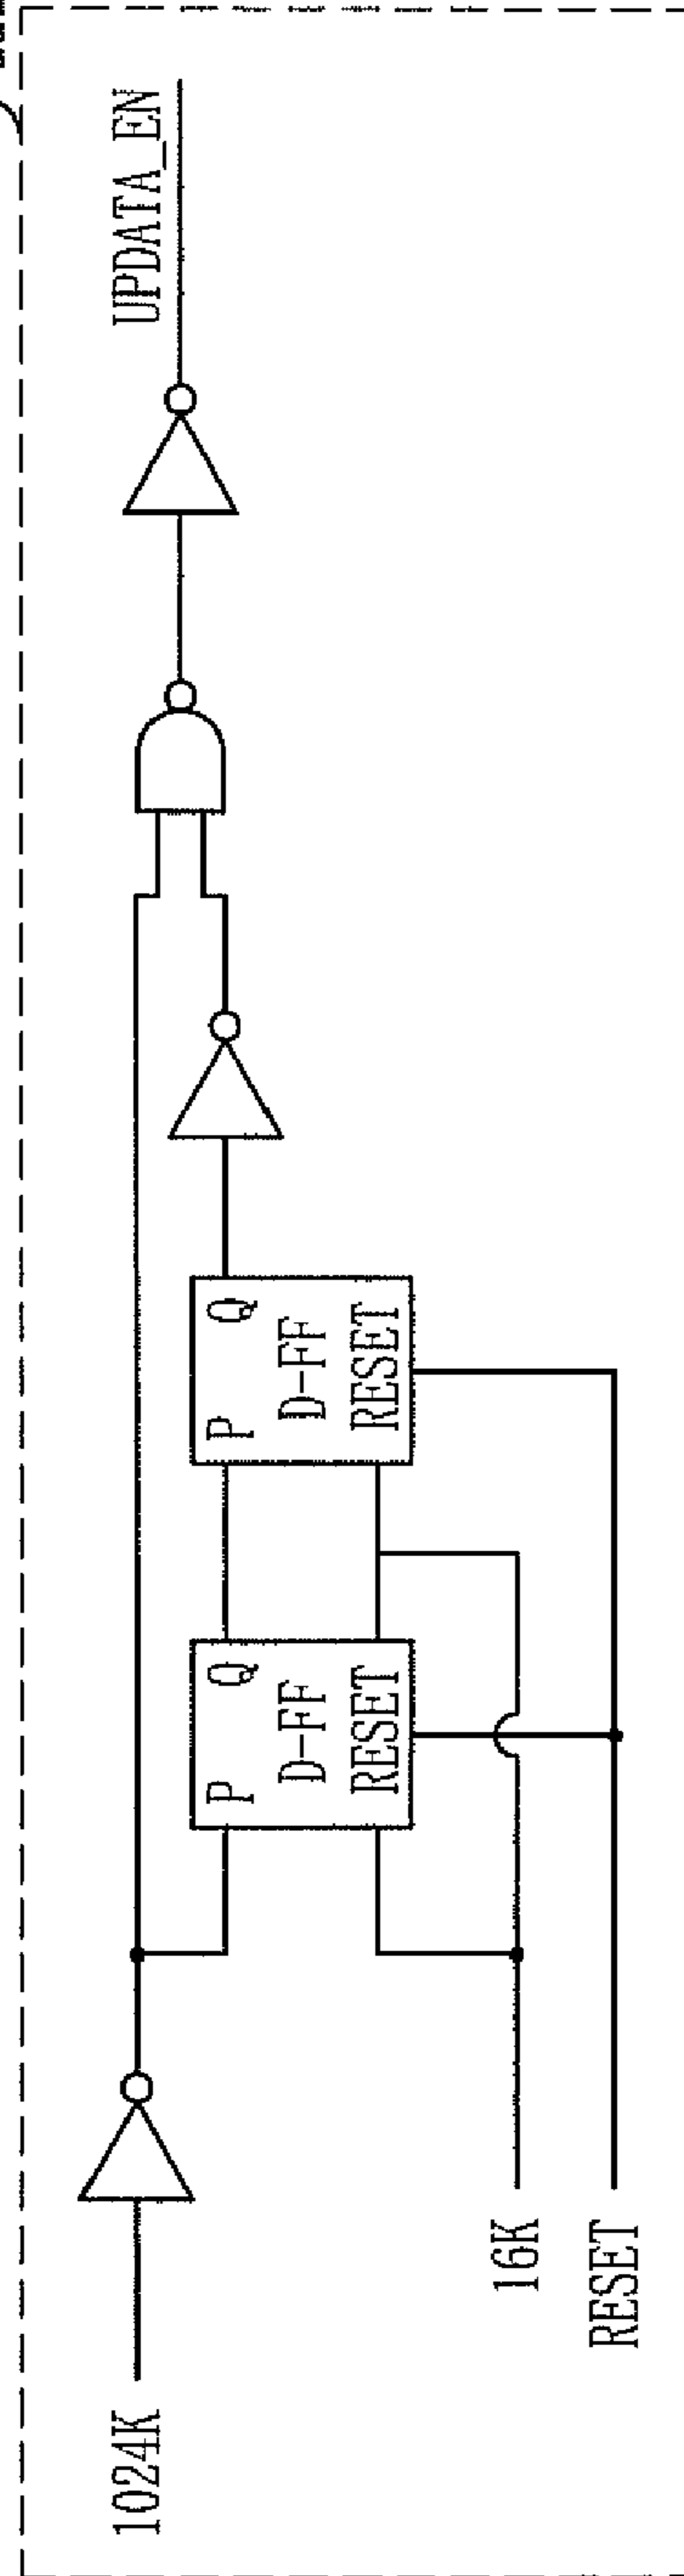 1024K
16K
RESET
P Q
D-FF
RESET
P Q
D-FF
RESET
UPDATA_EN